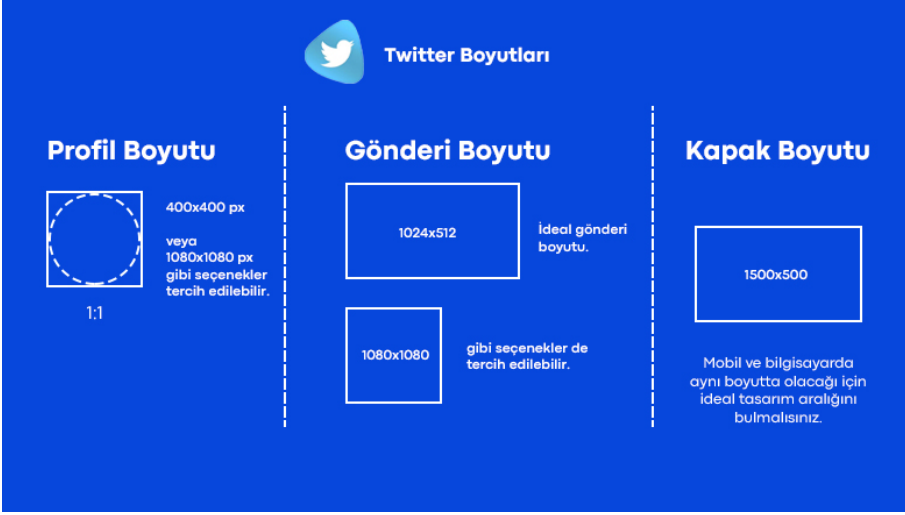 Twitter Boyutları
Profil Boyutu
400x400 px
veya
1080x1080 px
gibi seçenekler
tercih edilebilir.
1:1
Gönderi Boyutu
1024x512
İdeal gönderi
boyutu.
1080x1080
gibi seçenekler de
tercih edilebilir.
Kapak Boyutu
1500x500
Mobil ve bilgisayarda
aynı boyutta olacağı için
ideal tasarım aralığını
bulmalısınız.